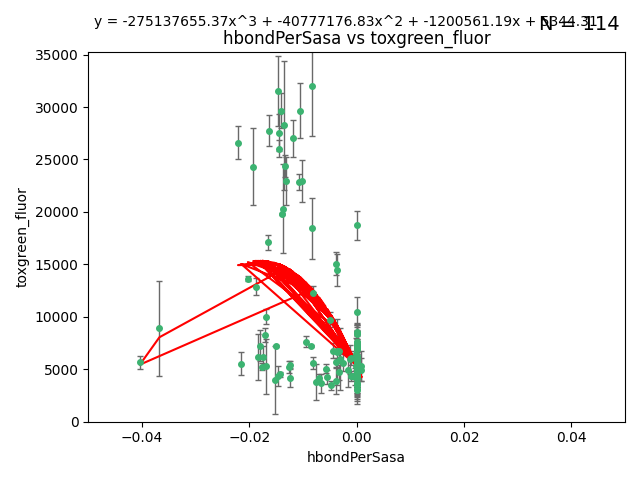 y = -275137655.37x^3 + -40777176.83x^2 + -1200561.19x + 5344.31
N = 114
hbondPerSasa vs toxgreen_fluor
35000
30000
25000
20000
15000
10000
5000
0
toxgreen_fluor
−0.04
−0.02
0.00
0.02
0.04
hbondPerSasa